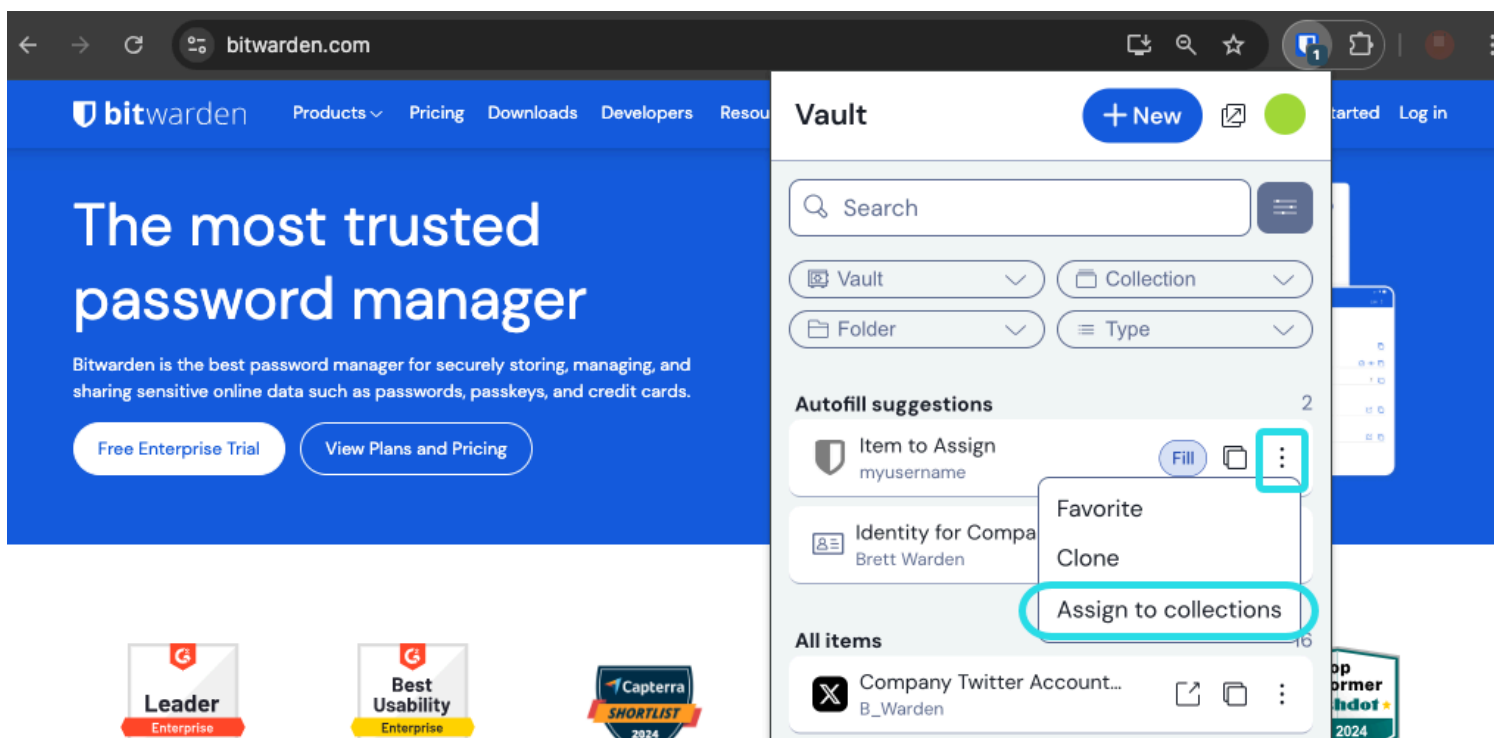 bitwarden.com
1
bitwarden
Products
Pricing
Downloads
Developers
Log in
The most trusted
password manager
Bitwarden is the best password manager for securely storing, managing, and
sharing sensitive online data such as passwords, passkeys, and credit cards.
Free Enterprise Trial
View Plans and Pricing
Vault
+ New
Search
Vault
Collection
Folder
Type
Autofill suggestions
2
Item to Assign
myusername
Fill
Favorite
Clone
Assign to collections
Identity for Compa
Brett Warden
All items
16
Company Twitter Account...
B_Warden
Leader
Enterprise
Best
Usability
Enterprise
Capterra
SHORTLIST
2024
2024